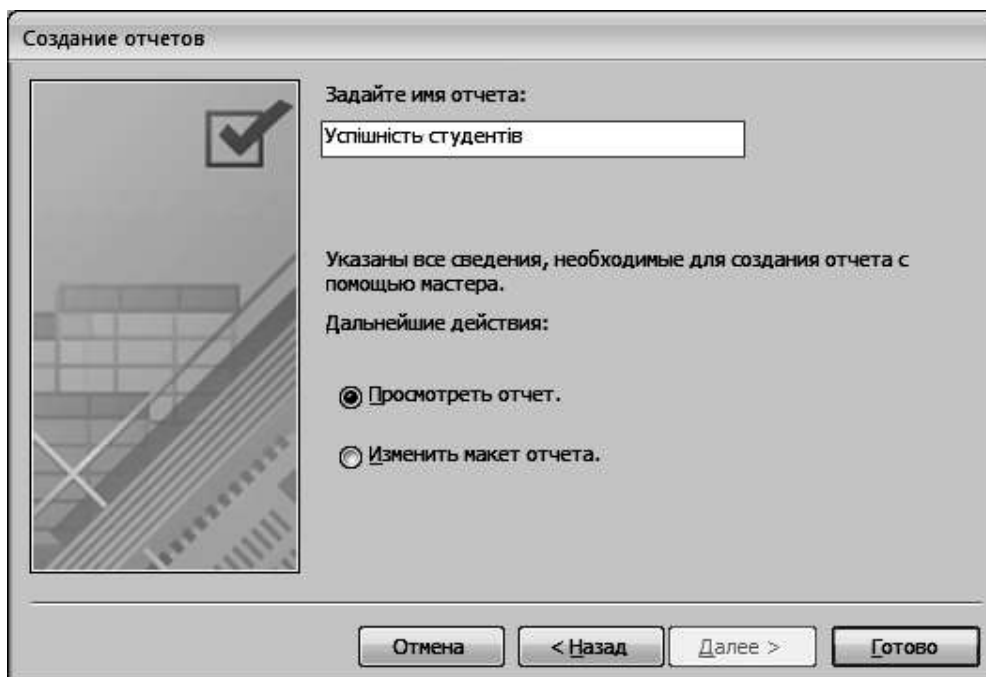 Создание отчетов
Задайте имя отчета:
Успішність студентів
Указаны все сведения, необходимые для создания отчета с
помощью мастера.
Дальнейшие действия:
Просмотреть отчет.
Изменить макет отчета.
Отмена
< Назад
Далее >
Готово